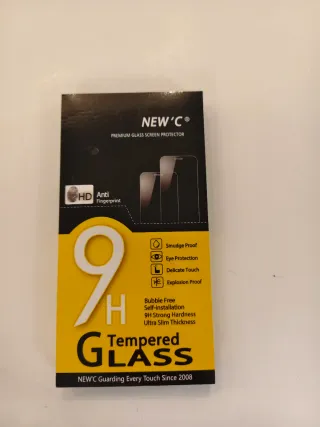 NEW'C®
PREMIUM GLASS SCREEN PROTECTOR
HD
Anti
Fingerprint
9H
Smudge Proof
Eye Protection
Delicate Touch
Explosion Proof
Bubble Free
Self-installation
9H Strong Hardness
Ultra Slim Thickness
Tempered
GLASS
NEW'C Guarding Every Touch Since 2008